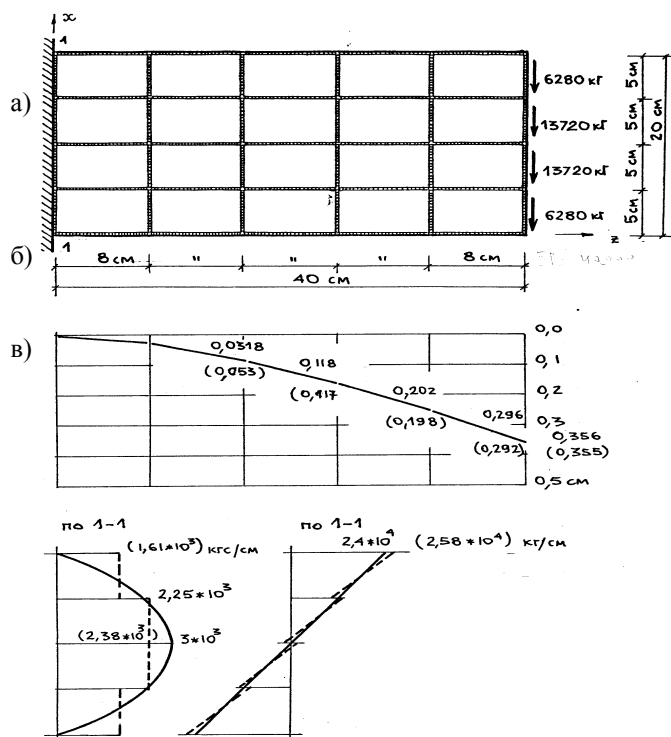 x
1
а)
6280 кг
13720 кг
13720 кг
6280 кг
5 см
5 см
5 см
5 см
20 см
1
z
б)
8 см
"
"
"
8 см
40 см
в)
0,0318
(0,053)
0,118
(0,117)
0,202
(0,198)
0,296
(0,292)
0,356
(0,355)
0,0
0,1
0,2
0,3
0,5 см
по 1-1
(1,61*10³) кгс/см
2,25*10³
(2,38*10³)
3*10³
по 1-1
2,4*10⁴
(2,58*10⁴) кг/см